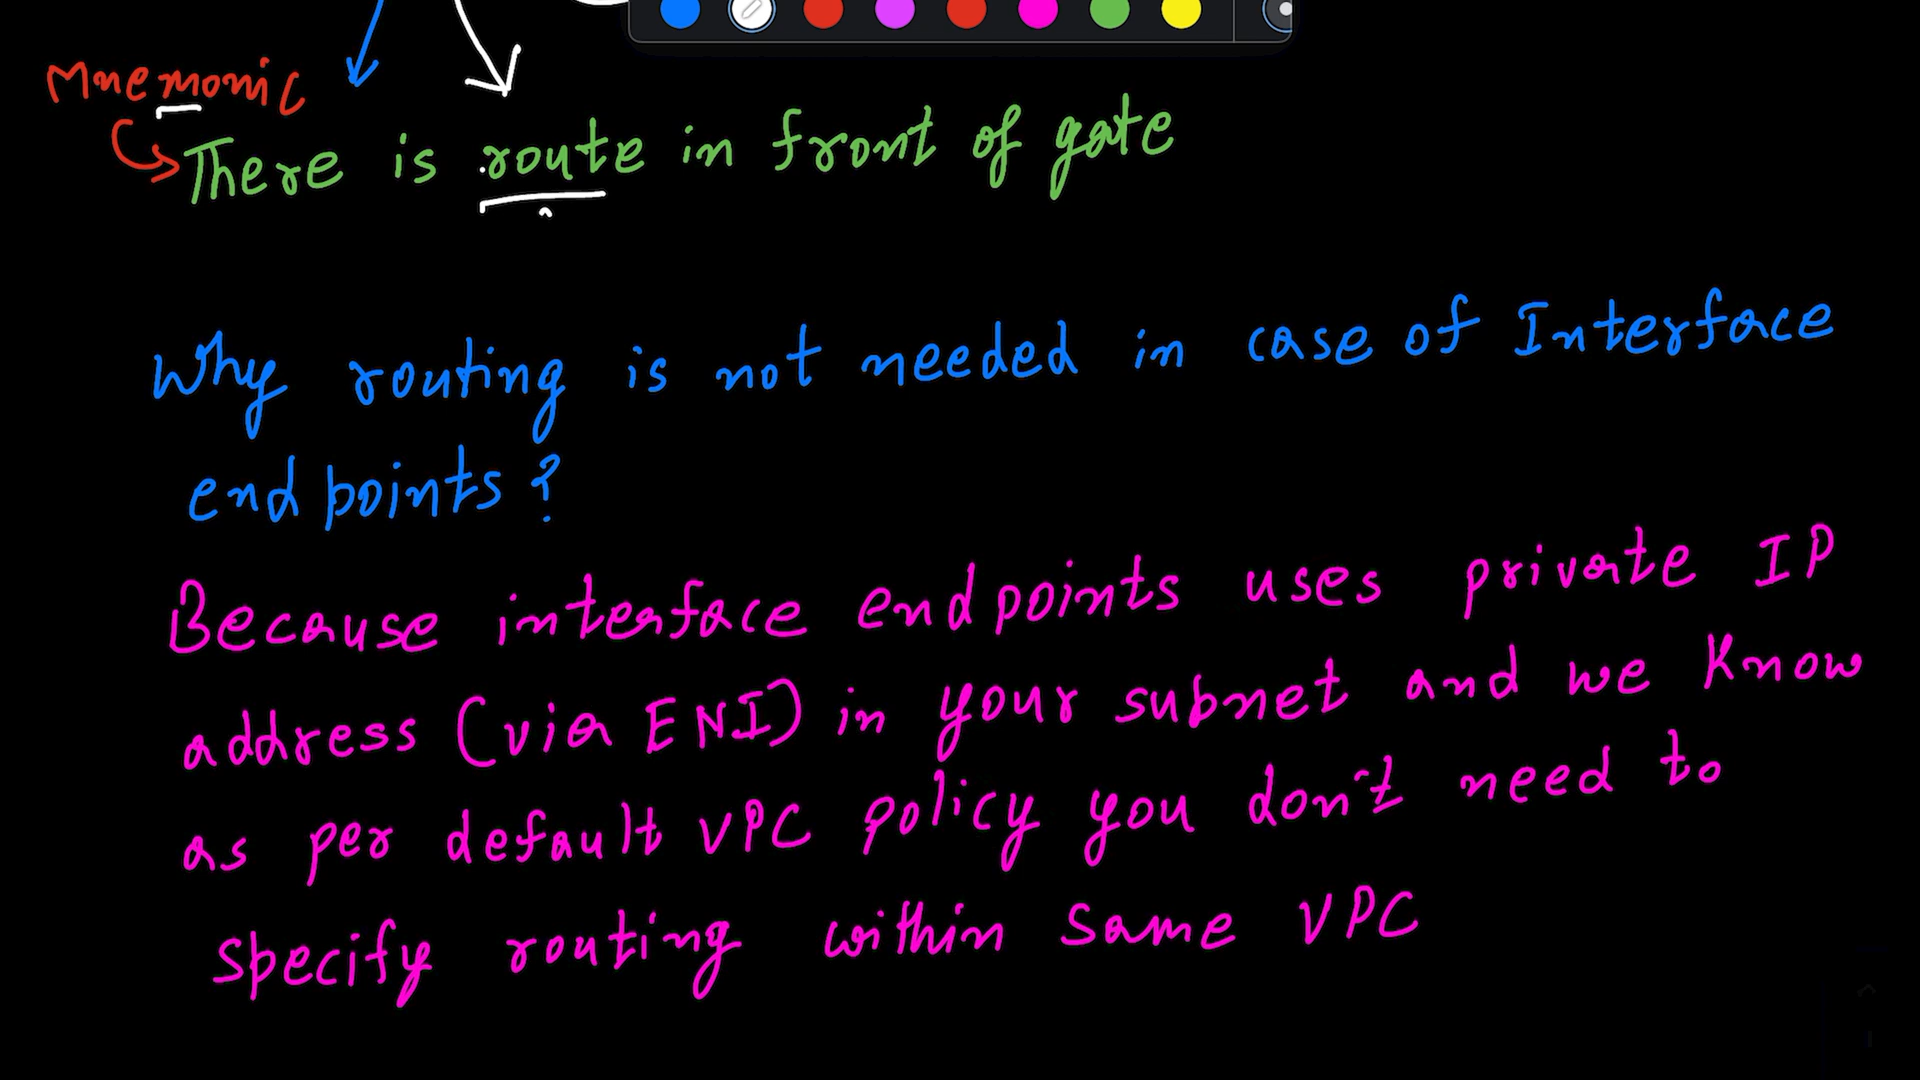 Mnemonic
There is route in front of gate
Why routing is not needed in case of Interface
endpoints?
Because interface endpoints uses private IP
address (via ENI) in your subnet and we know
as per default VPC policy you don't need to
specify routing within same VPC